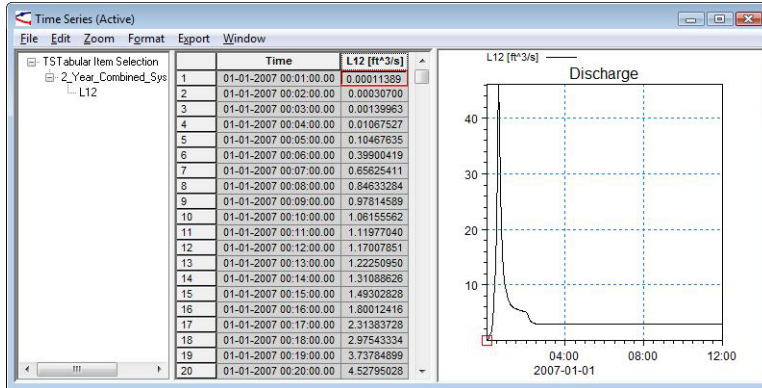 Time Series (Active)
File Edit Zoom Format Export Window
TSTabular Item Selection
2_Year_Combined_Sys
L12
Time L12 [ft^3/s]
1 01-01-2007 00:01:00.00 0.00011389
2 01-01-2007 00:02:00.00 0.00030700
3 01-01-2007 00:03:00.00 0.00139963
4 01-01-2007 00:04:00.00 0.01067527
5 01-01-2007 00:05:00.00 0.10467635
6 01-01-2007 00:06:00.00 0.39900419
7 01-01-2007 00:07:00.00 0.65625411
8 01-01-2007 00:08:00.00 0.84633284
9 01-01-2007 00:09:00.00 0.97814589
10 01-01-2007 00:10:00.00 1.06155562
11 01-01-2007 00:11:00.00 1.11977040
12 01-01-2007 00:12:00.00 1.17007851
13 01-01-2007 00:13:00.00 1.22250950
14 01-01-2007 00:14:00.00 1.31088626
15 01-01-2007 00:15:00.00 1.49302828
16 01-01-2007 00:16:00.00 1.80012416
17 01-01-2007 00:17:00.00 2.31383728
18 01-01-2007 00:18:00.00 2.97543334
19 01-01-2007 00:19:00.00 3.73784899
20 01-01-2007 00:20:00.00 4.52795028
L12 [ft^3/s]
Discharge
40
30
20
10
04:00 08:00 12:00
2007-01-01